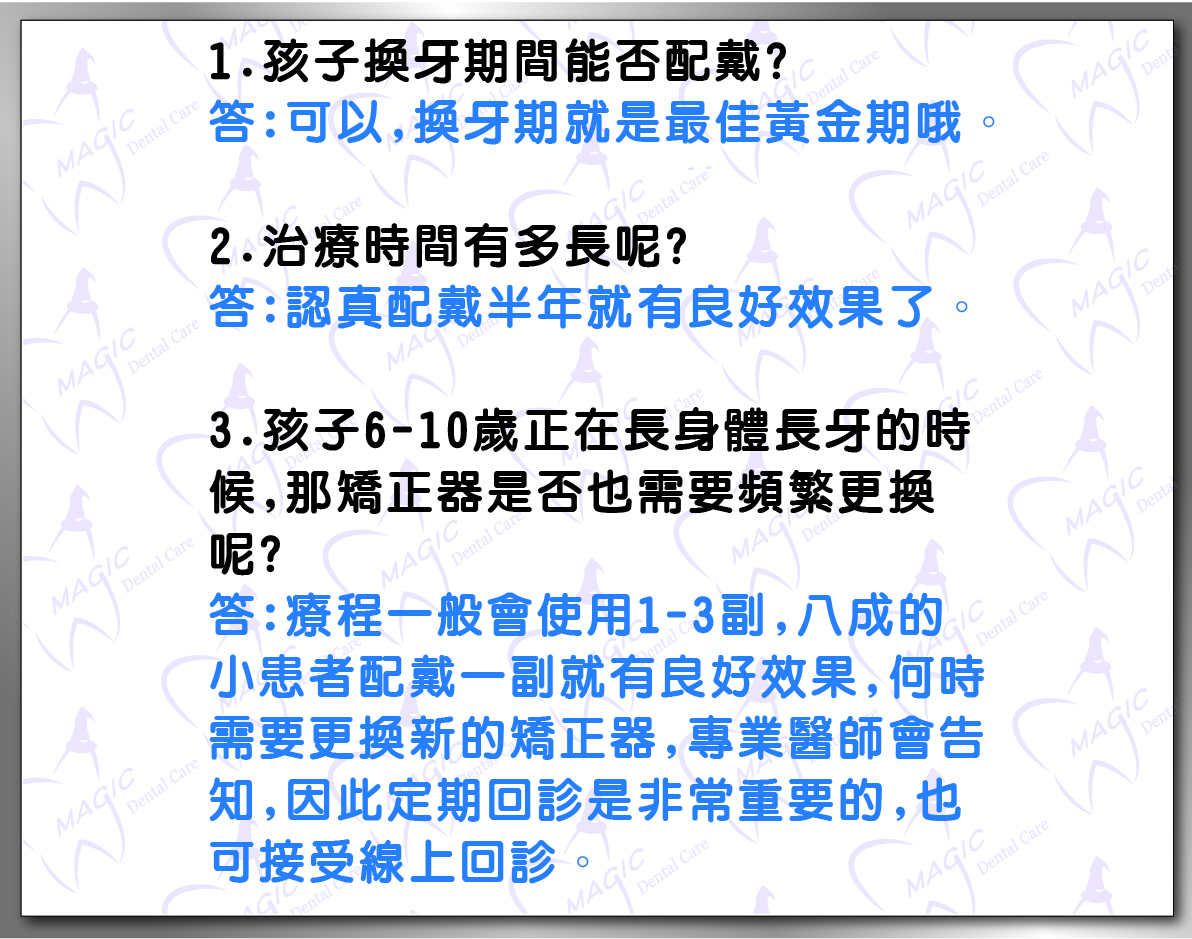 1.孩子換牙期間能否配戴?
答:可以,換牙期就是最佳黃金期哦。
2.治療時間有多長呢?
答:認真配戴半年就有良好效果了。
3.孩子6-10歲正在長身體長牙的時
候,那矯正器是否也需要頻繁更換
呢?
答:療程一般會使用1-3副,八成的
小患者配戴一副就有良好效果,何時
需要更換新的矯正器,專業醫師會告
知,因此定期回診是非常重要的,也
可接受線上回診。
MAGIC
Dental Care